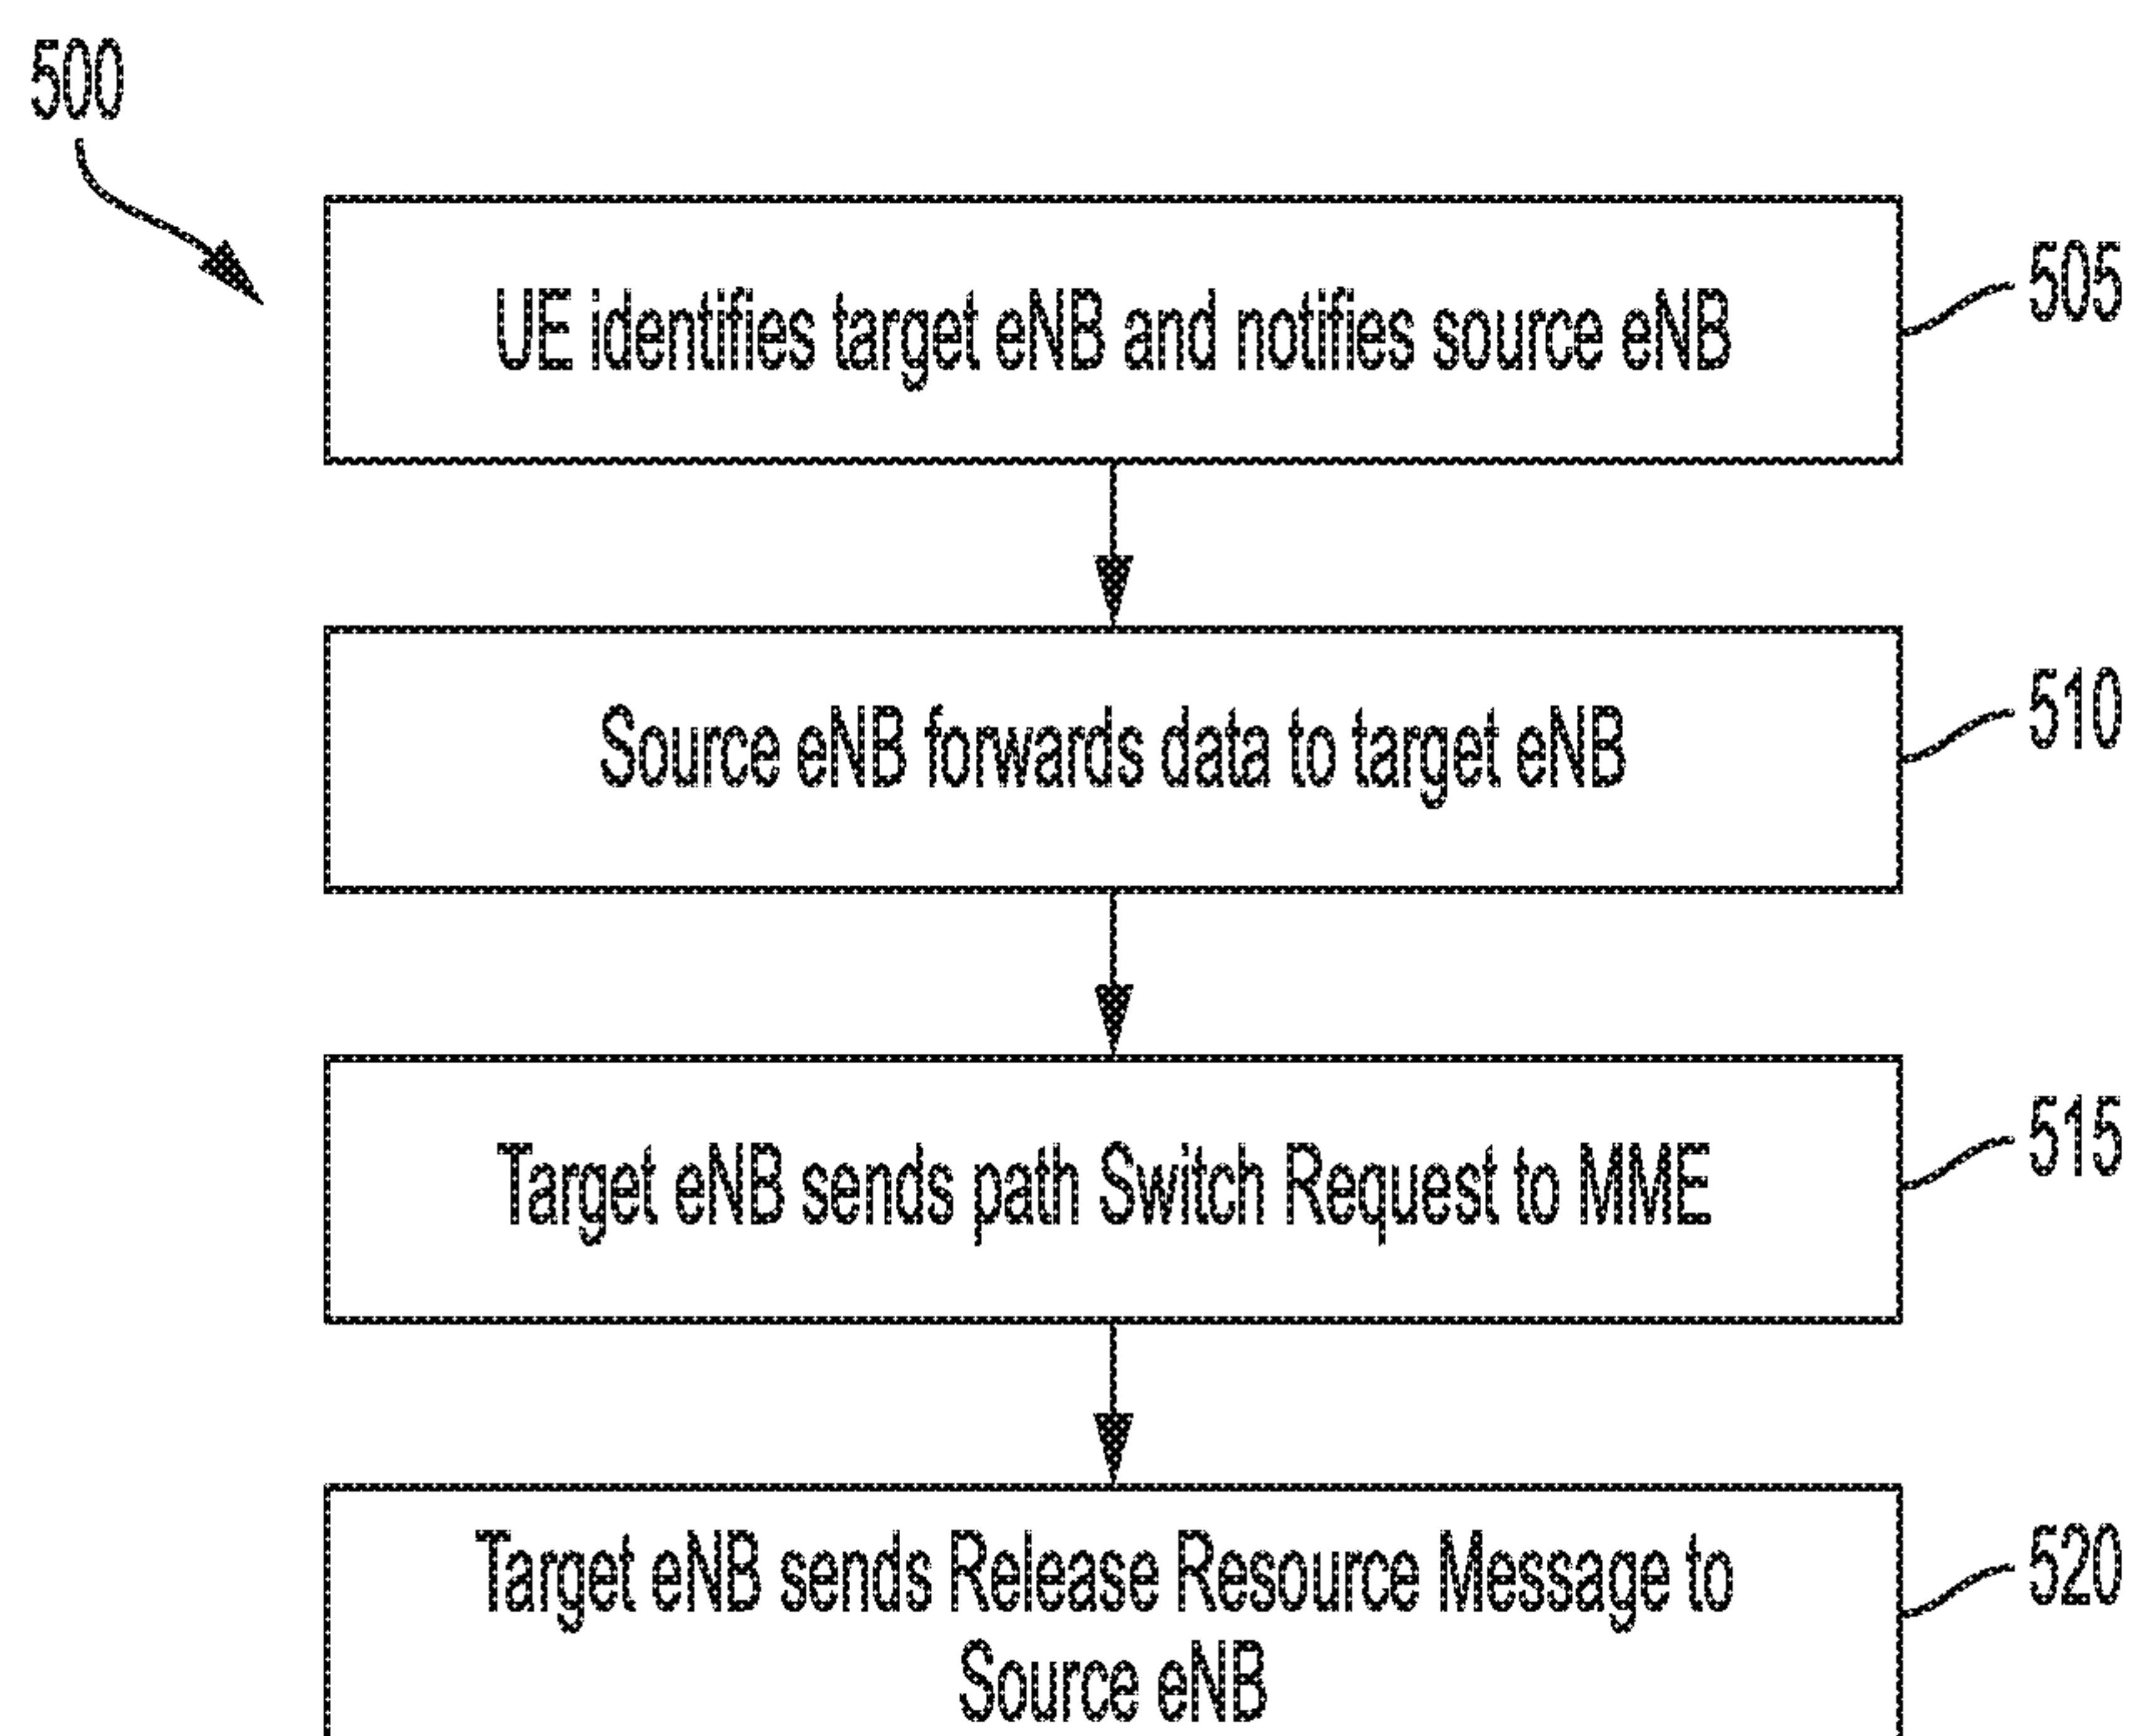 500
UE identifies target eNB and notifies source eNB
505
Source eNB forwards data to target eNB
510
Target eNB sends path Switch Request to MME
515
Target eNB sends Release Resource Message to
Source eNB
520